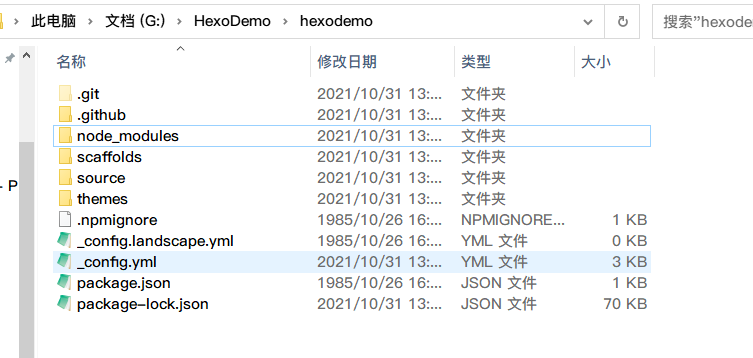 此电脑 > 文档 (G:) > HexoDemo > hexodemo
搜索"hexode
名称 修改日期 类型 大小
.git 2021/10/31 13:... 文件夹
.github 2021/10/31 13:... 文件夹
node_modules 2021/10/31 13:... 文件夹
scaffolds 2021/10/31 13:... 文件夹
source 2021/10/31 13:... 文件夹
themes 2021/10/31 13:... 文件夹
.npmignore 1985/10/26 16:... NPMIGNORE... 1 KB
_config.landscape.yml 1985/10/26 16:... YML 文件 0 KB
_config.yml 2021/10/31 13:... YML 文件 3 KB
package.json 1985/10/26 16:... JSON 文件 1 KB
package-lock.json 2021/10/31 13:... JSON 文件 70 KB
- P